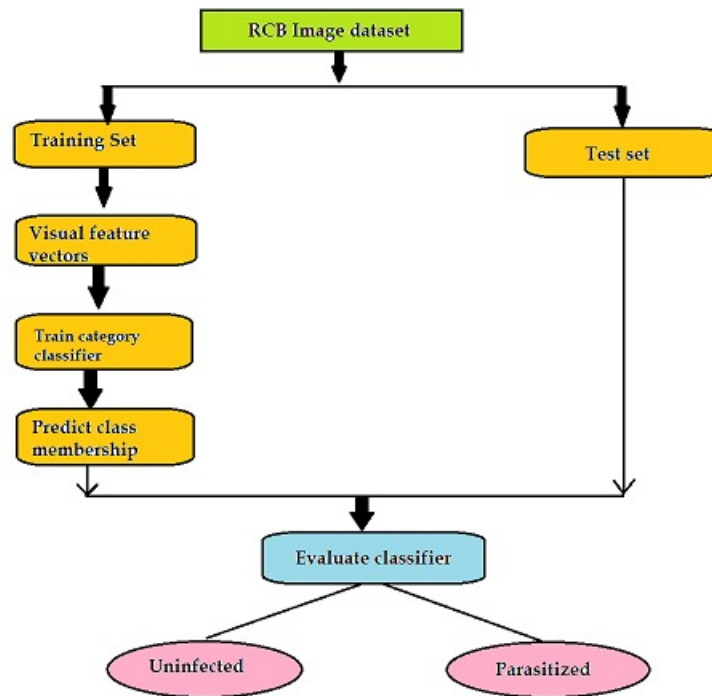 RCB Image dataset
Training Set
Test set
Visual feature
vectors
Train category
classifier
Predict class
membership
Evaluate classifier
Uninfected
Parasitized